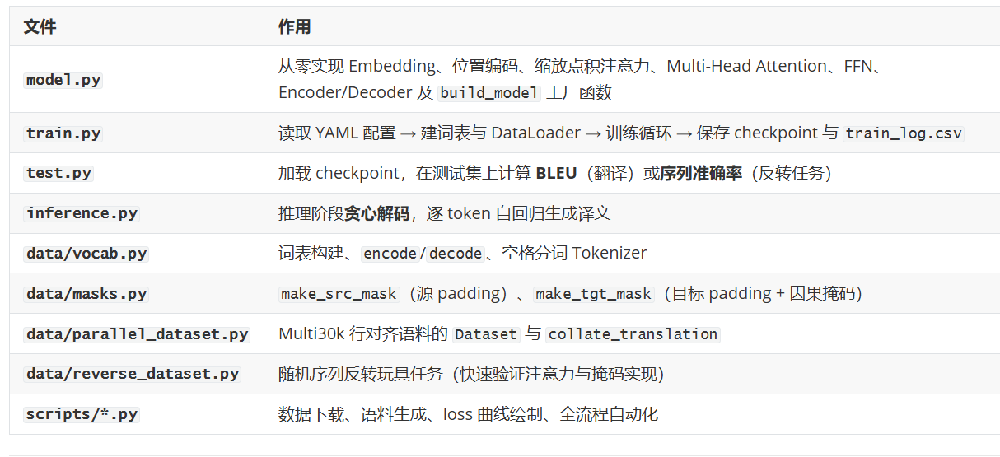 文件 作用
model.py 从零实现 Embedding、位置编码、缩放点积注意力、Multi-Head Attention、FFN、
Encoder/Decoder 及 build_model 工厂函数
train.py 读取 YAML 配置 → 建词表与 DataLoader → 训练循环 → 保存 checkpoint 与 train_log.csv
test.py 加载 checkpoint，在测试集上计算 BLEU（翻译）或序列准确率（反转任务）
inference.py 推理阶段贪心解码，逐 token 自回归生成译文
data/vocab.py 词表构建、encode/decode、空格分词 Tokenizer
data/masks.py make_src_mask（源 padding）、make_tgt_mask（目标 padding + 因果掩码）
data/parallel_dataset.py Multi30k 行对齐语料的 Dataset 与 collate_translation
data/reverse_dataset.py 随机序列反转玩具任务（快速验证注意力与掩码实现）
scripts/*.py 数据下载、语料生成、loss 曲线绘制、全流程自动化